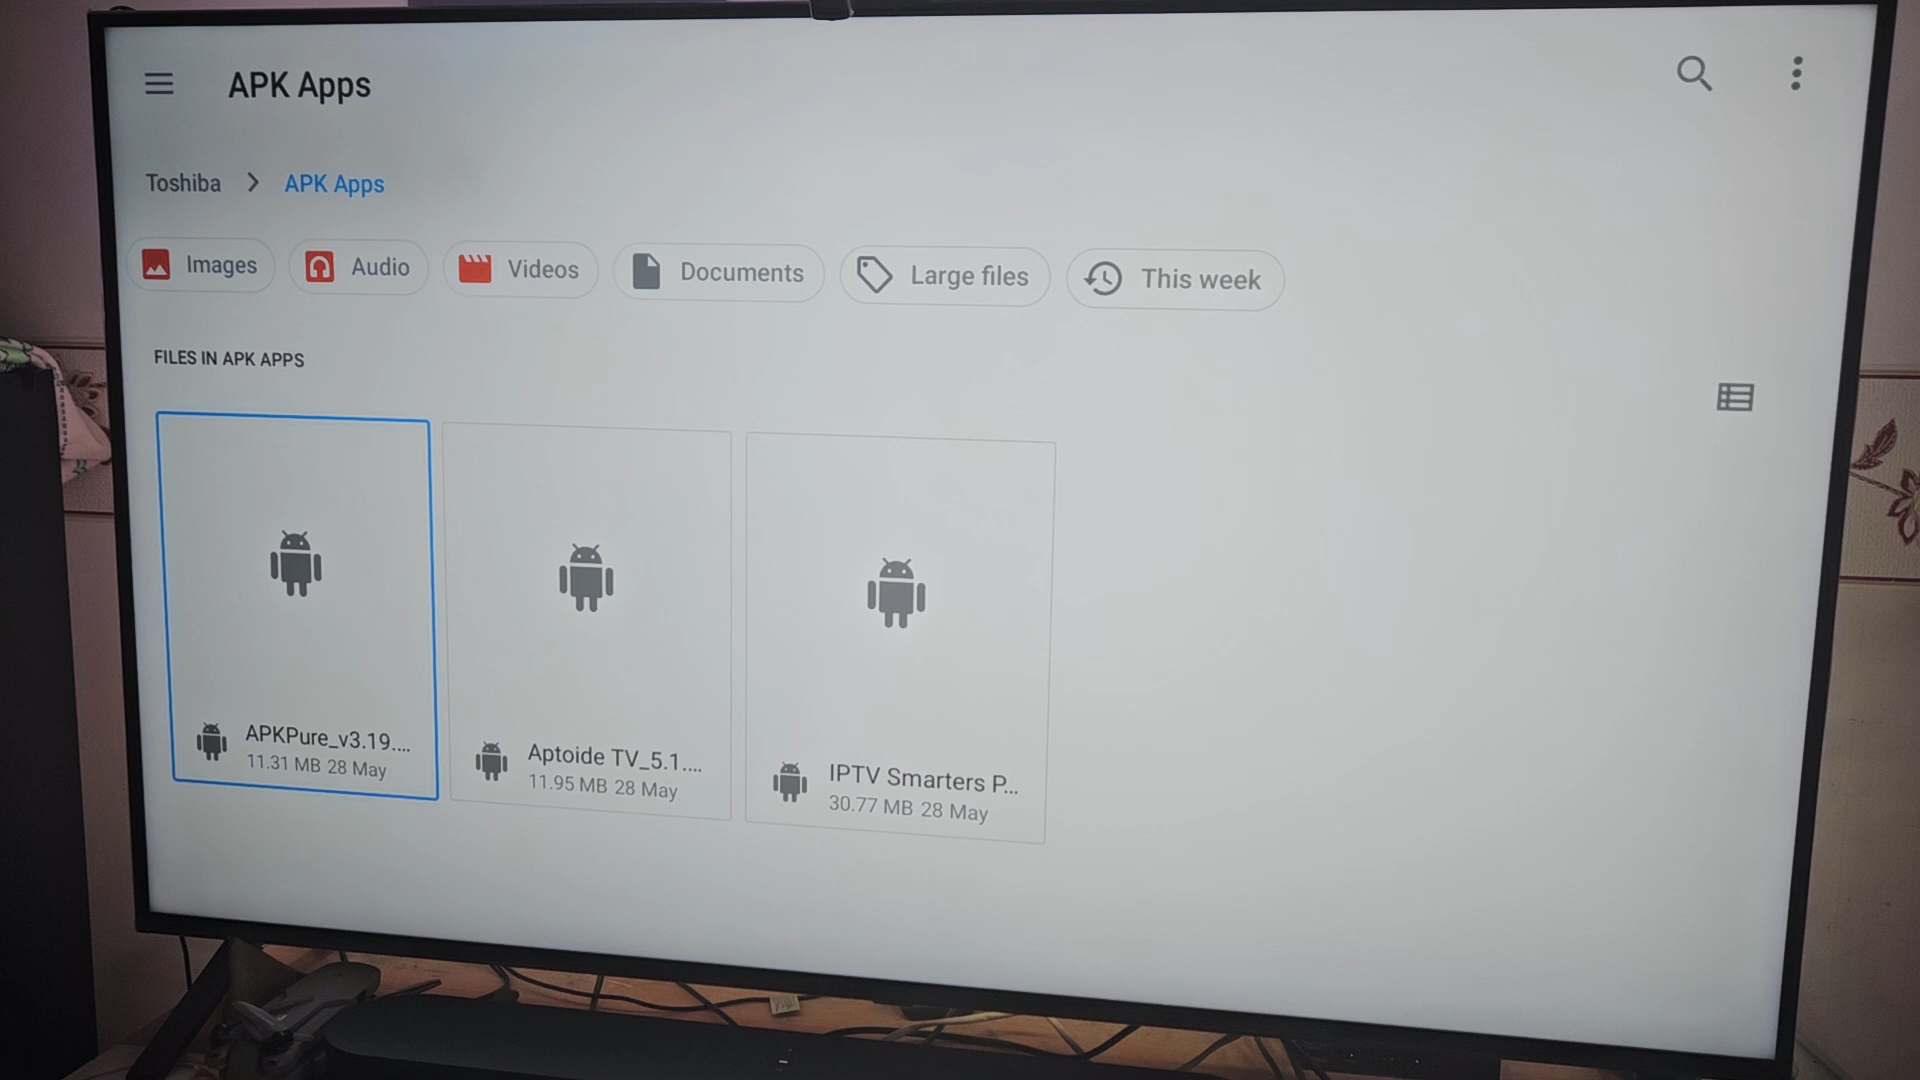 APK Apps
Toshiba > APK Apps
Images
Audio
Videos
Documents
Large files
This week
FILES IN APK APPS
APKPure_v3.19....
11.31 MB 28 May
Aptoide TV_5.1....
11.95 MB 28 May
IPTV Smarters P...
30.77 MB 28 May